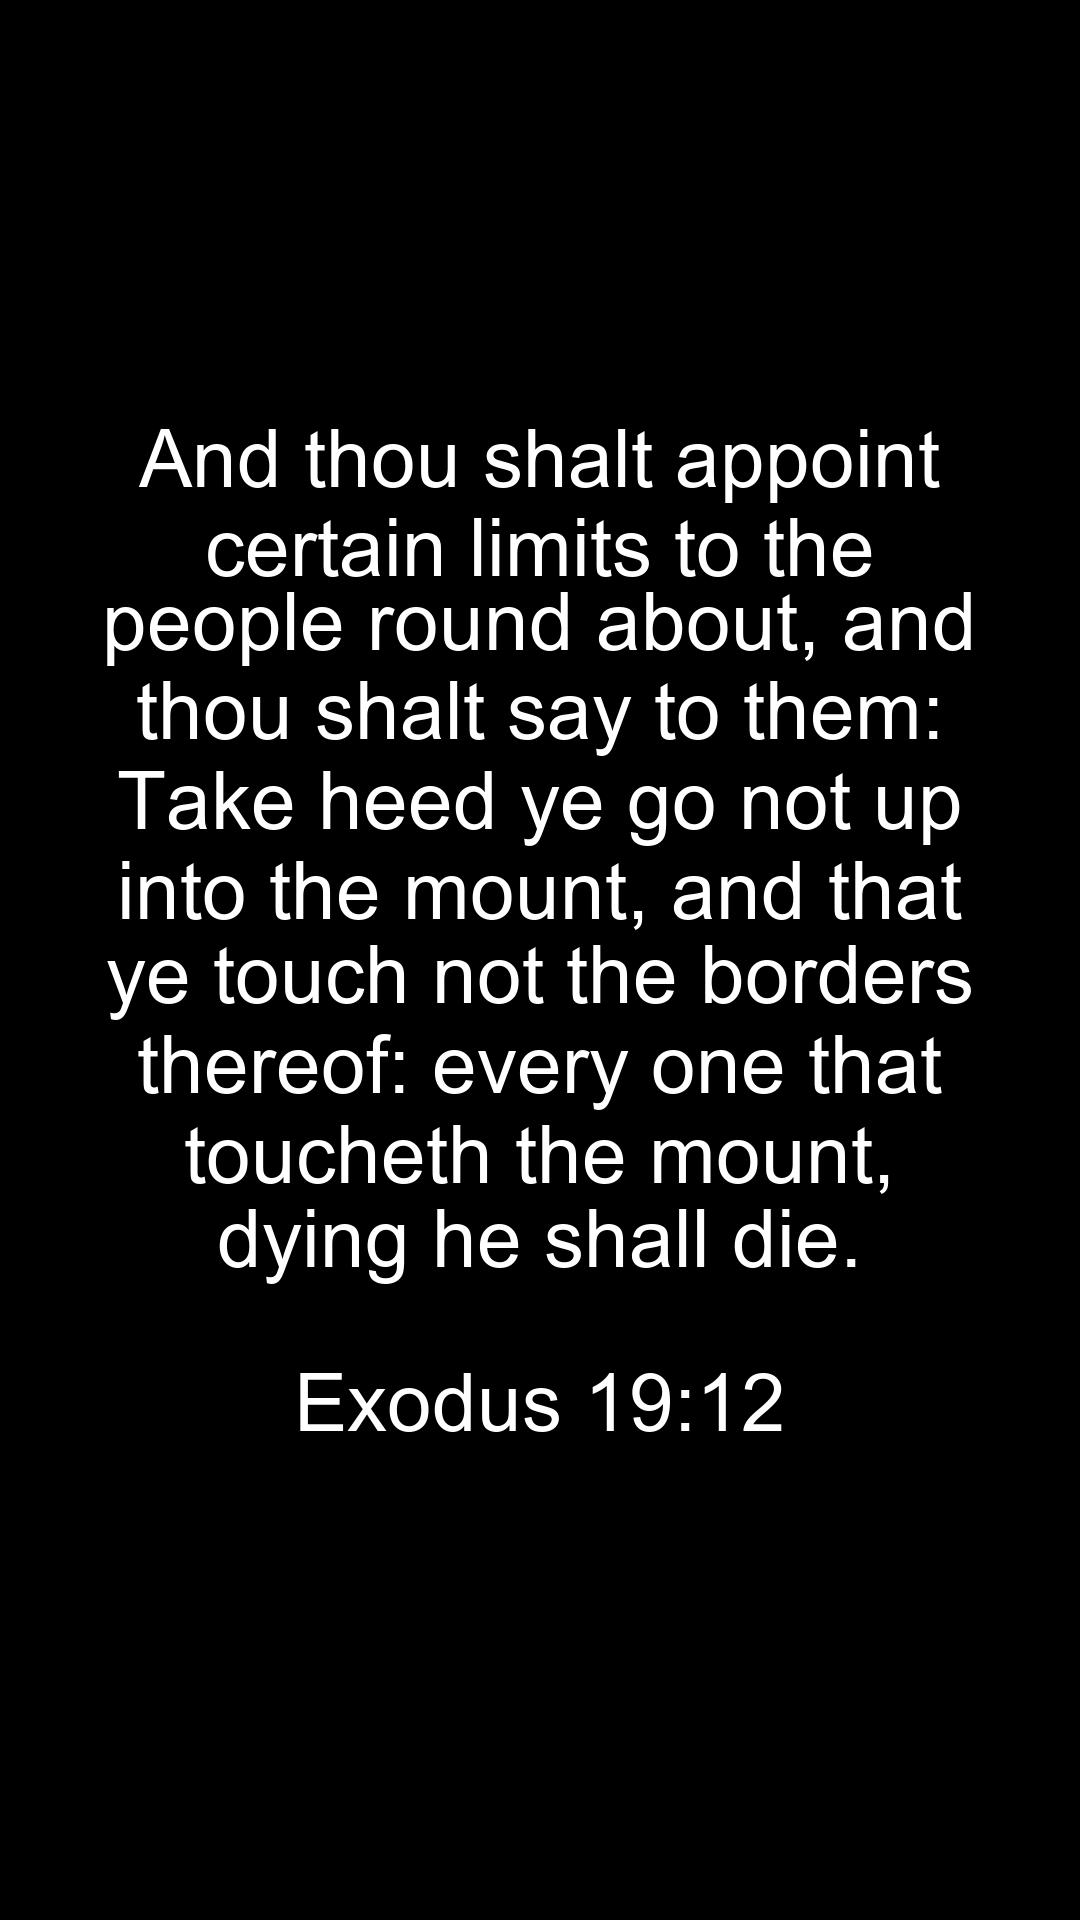 And thou shalt appoint
certain limits to the
people round about, and
thou shalt say to them:
Take heed ye go not up
into the mount, and that
ye touch not the borders
thereof: every one that
toucheth the mount,
dying he shall die.
Exodus 19:12